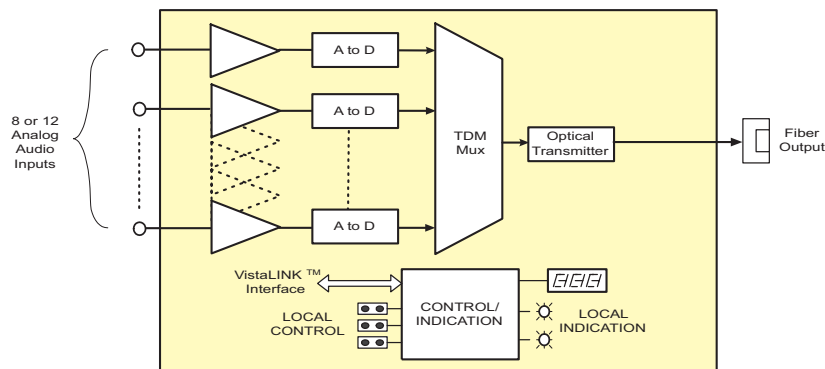 A to D
8 or 12
Analog
Audio
Inputs
A to D
TDM
Mux
Optical
Transmitter
Fiber
Output
A to D
VistaLINK ™
Interface
LOCAL
CONTROL
CONTROL/
INDICATION
LOCAL
INDICATION